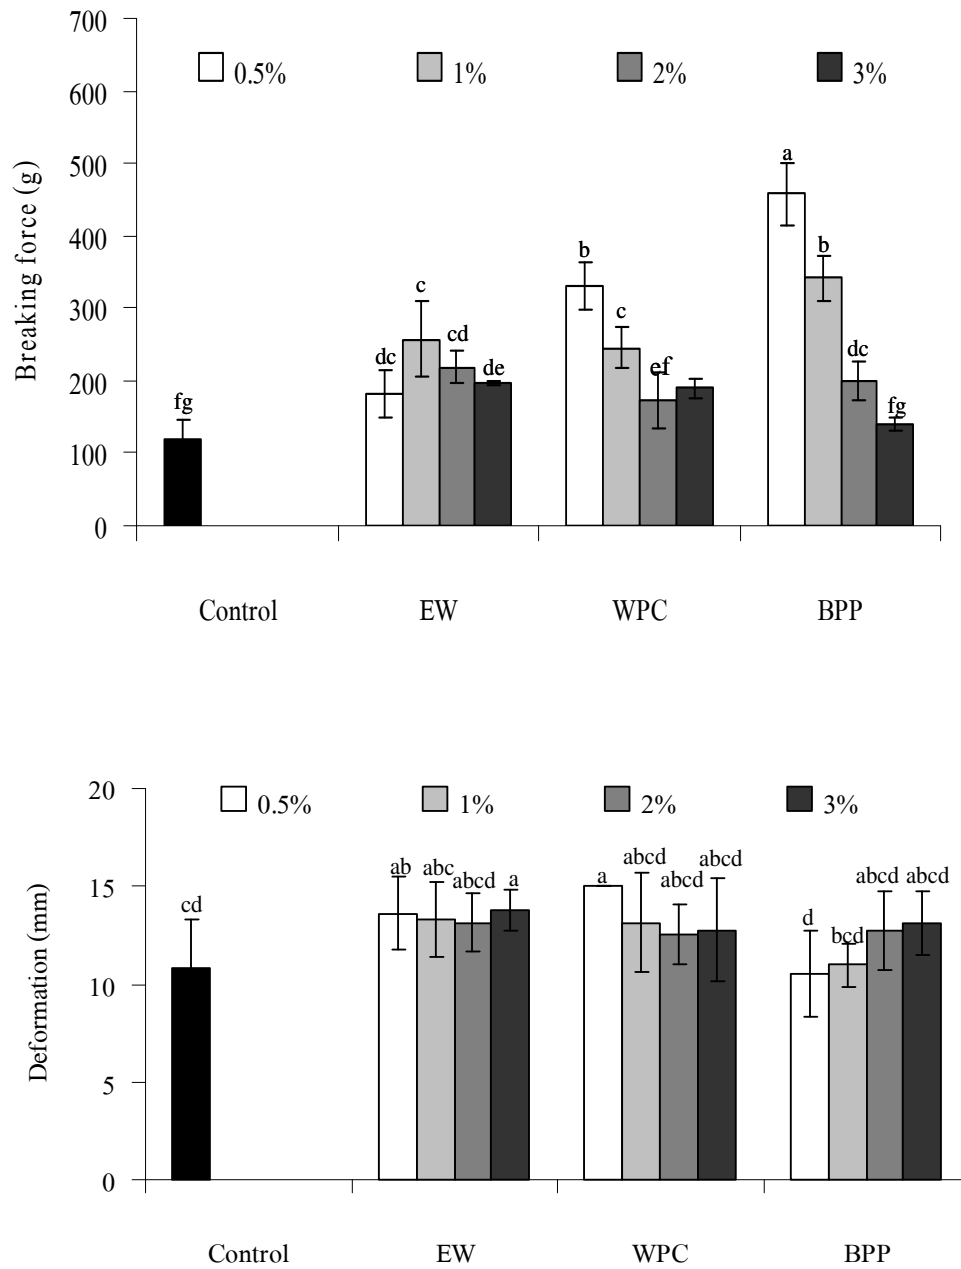 700
0.5% 1% 2% 3%
600
500
400
300
200
100
0
Breaking force (g)
fg
dc c cd de
b c ef
a b dc fg
Control EW WPC BPP
20
0.5% 1% 2% 3%
15
10
5
0
Deformation (mm)
cd
ab abc abcd a
a abcd abcd abcd
d bcd abcd abcd
Control EW WPC BPP